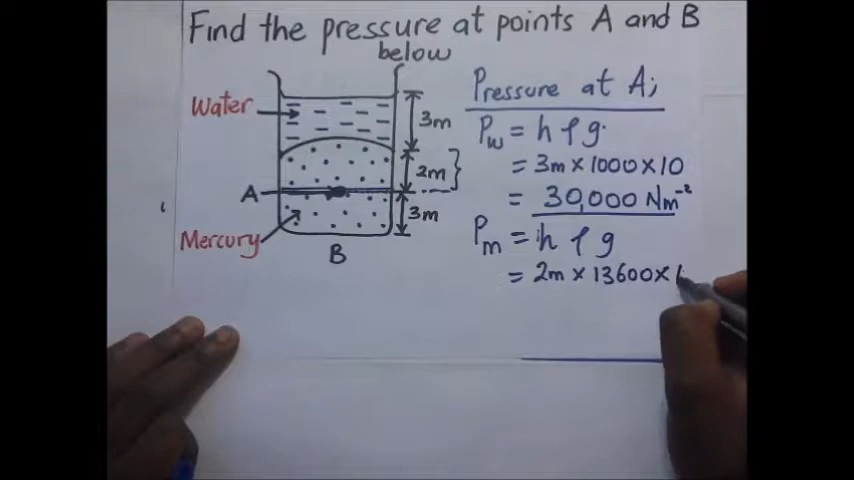 Find the pressure at points A and B
below
Water
3m
2m
A
3m
Mercury
B
Pressure at A;
Pw = hρg.
= 3m × 1000 × 10
= 30,000 Nm⁻²
Pm = hρg
= 2m × 13600 × 1